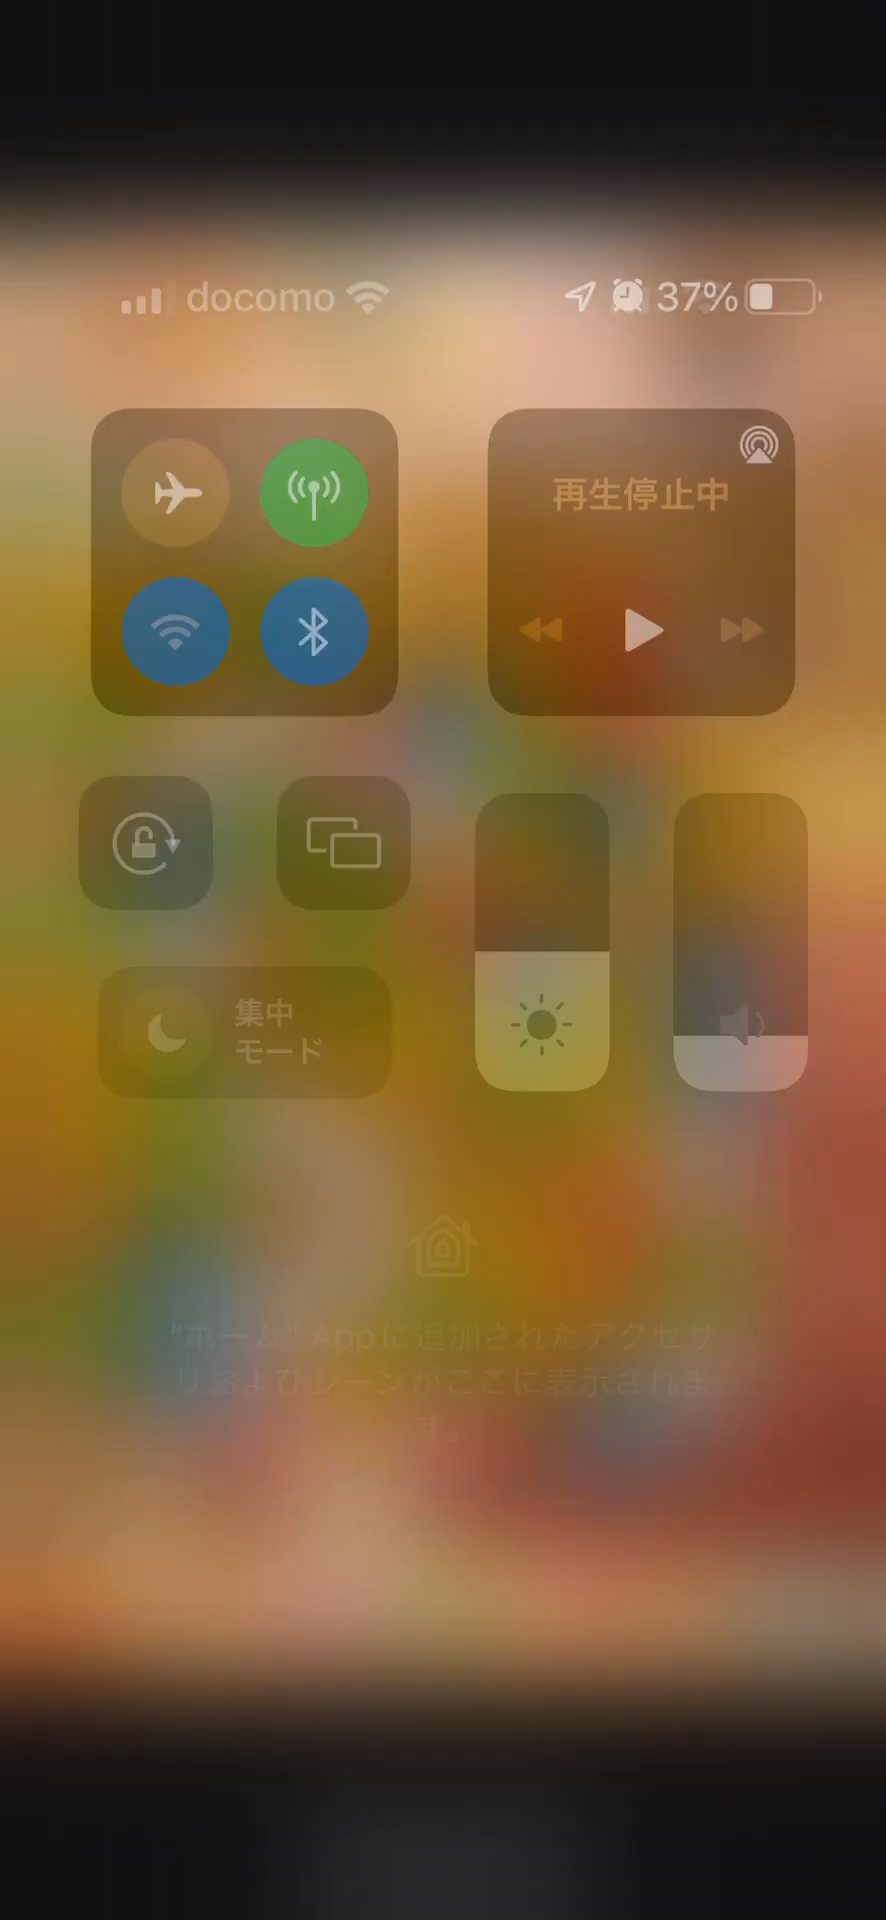 docomo 37%
再生停止中
集中
モード
“ホーム” Appに追加されたアクセサ
リおよびシーンがここに表示されま
す。